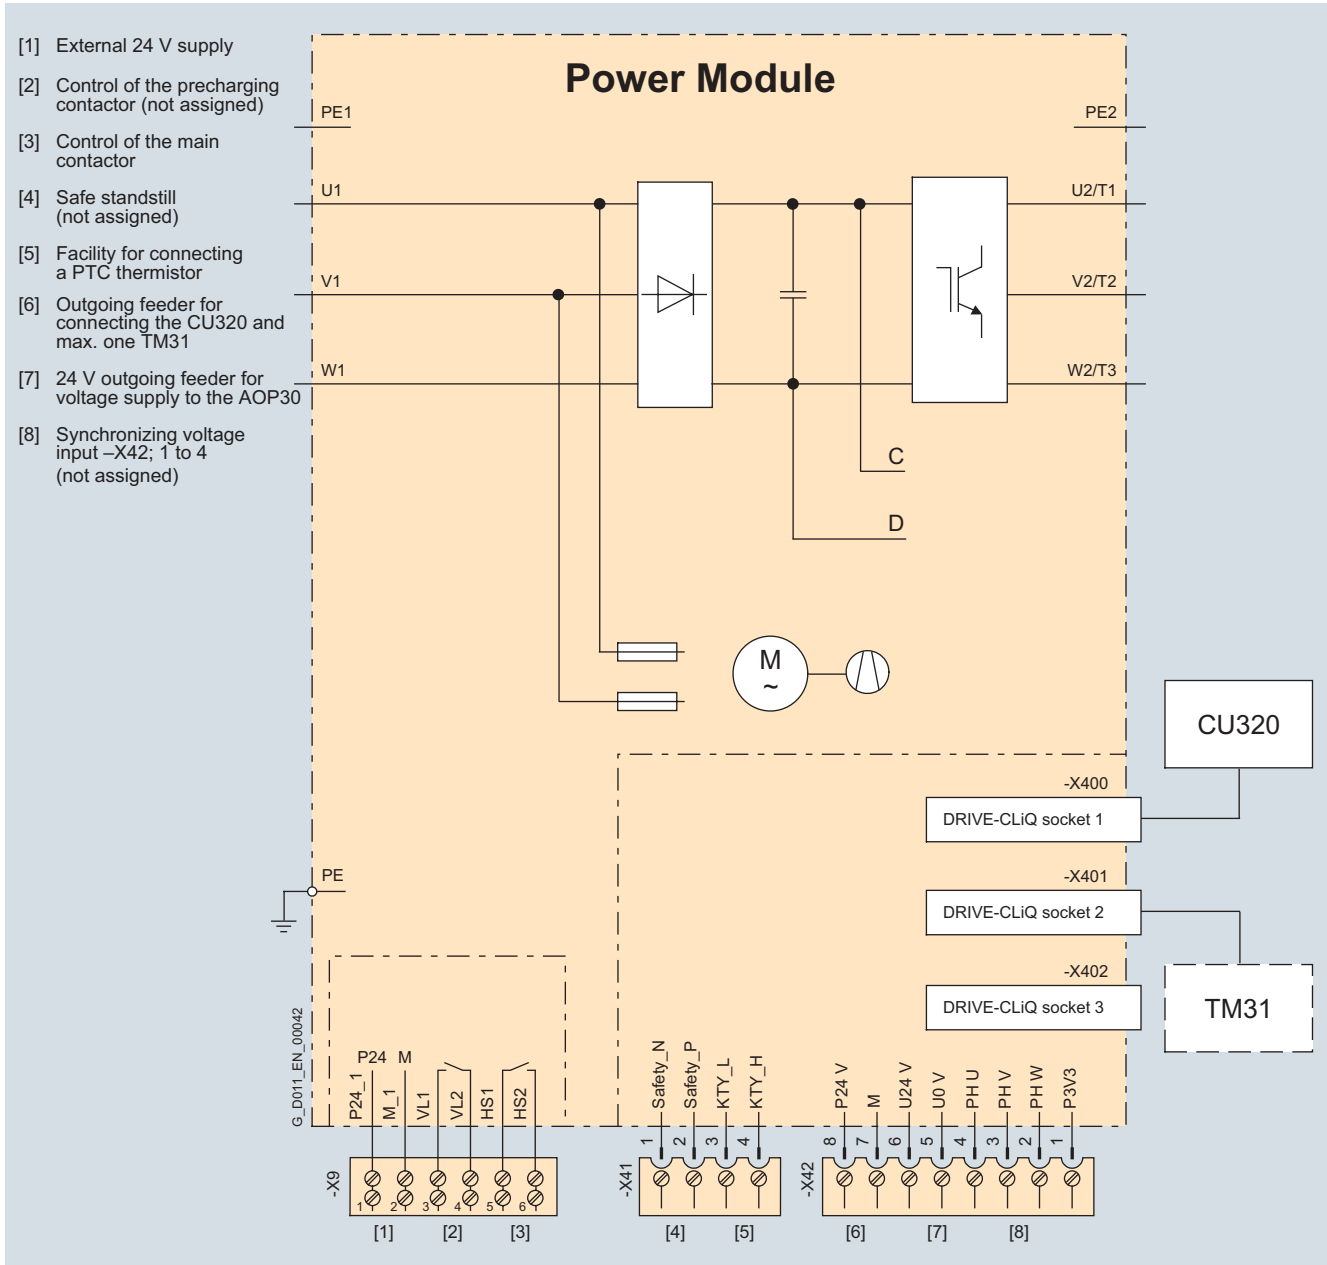 [1] External 24 V supply
[2] Control of the precharging
contactor (not assigned)
[3] Control of the main
contactor
[4] Safe standstill
(not assigned)
[5] Facility for connecting
a PTC thermistor
[6] Outgoing feeder for
connecting the CU320 and
max. one TM31
[7] 24 V outgoing feeder for
voltage supply to the AOP30
[8] Synchronizing voltage
input –X42; 1 to 4
(not assigned)
Power Module
PE1
PE2
U1
U2/T1
V1
V2/T2
W1
W2/T3
C
D
M
~
CU320
-X400
DRIVE-CLiQ socket 1
PE
-X401
DRIVE-CLiQ socket 2
-X402
DRIVE-CLiQ socket 3
TM31
G_D011_EN_00042
P24 M
P24_1
M_1
VL1
VL2
HS1
HS2
Safety_N
Safety_P
KTY_L
KTY_H
P24 V
M
U24 V
U0 V
PH U
PH V
PH W
P3V3
1 2 3 4
8 7 6 5 4 3 2 1
-X9
-X41
-X42
1 2 3 4 5 6
[1] [2] [3]
[4] [5]
[6] [7] [8]